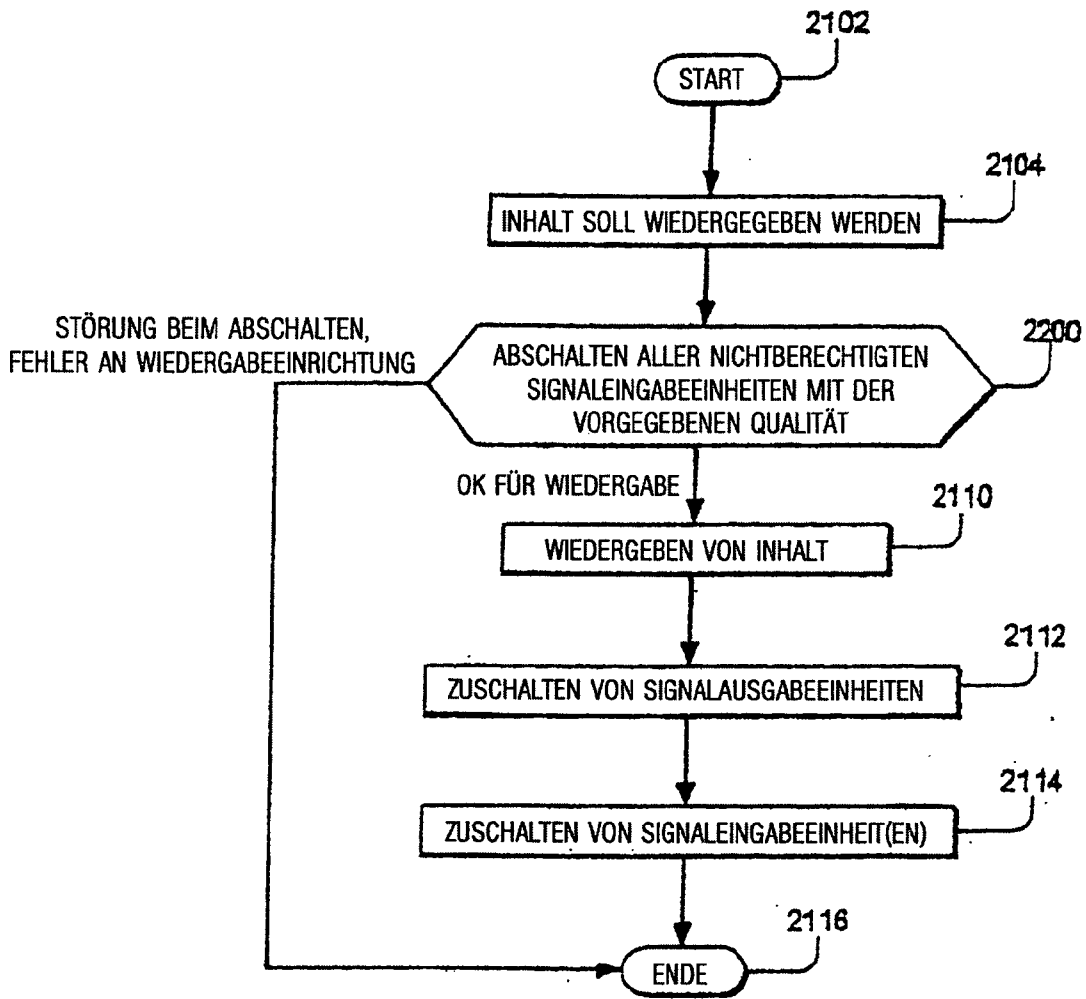 2102
START
2104
INHALT SOLL WIEDERGEGEBEN WERDEN
STÖRUNG BEIM ABSCHALTEN,
FEHLER AN WIEDERGABEEINRICHTUNG
2200
ABSCHALTEN ALLER NICHTBERECHTIGTEN
SIGNALEINGABEEINHEITEN MIT DER
VORGEGEBENEN QUALITÄT
OK FÜR WIEDERGABE
2110
WIEDERGEBEN VON INHALT
2112
ZUSCHALTEN VON SIGNALAUSGABEEINHEITEN
2114
ZUSCHALTEN VON SIGNALEINGABEEINHEIT(EN)
2116
ENDE